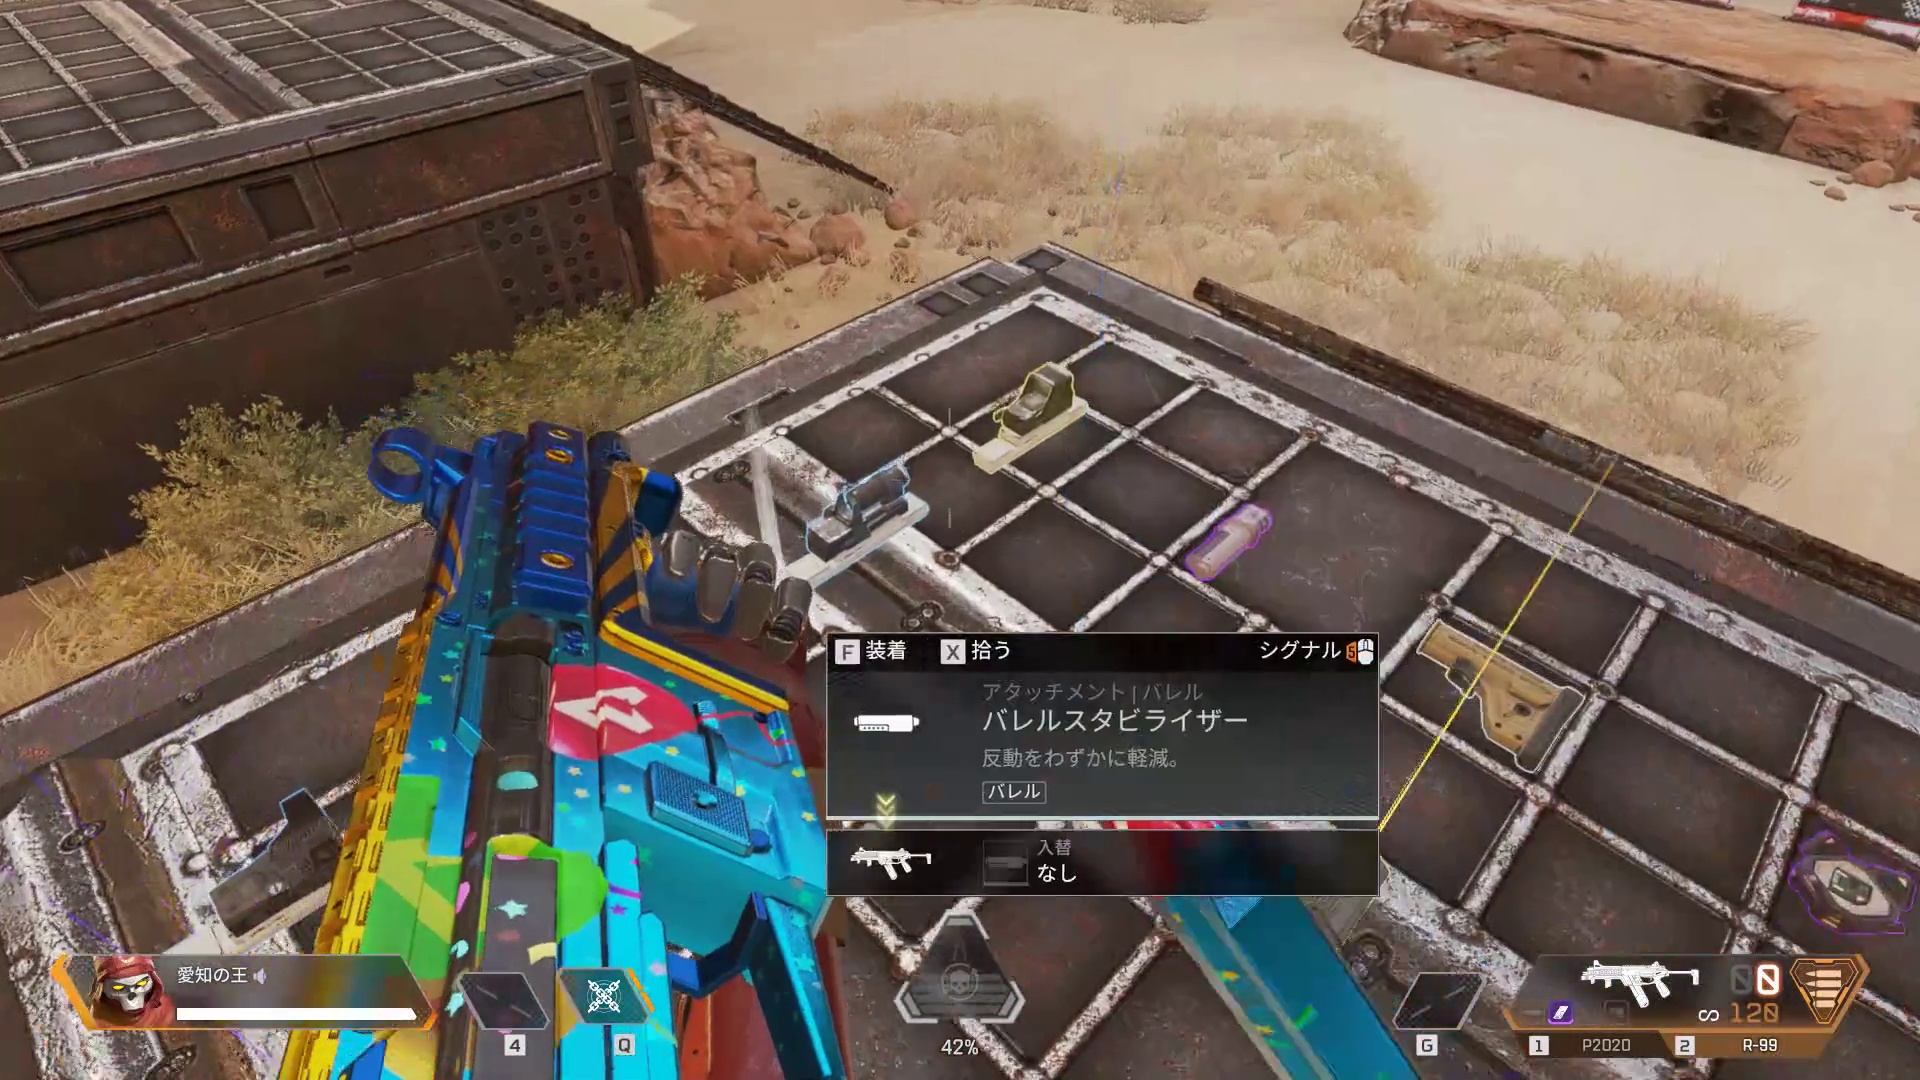 F 装着 X 拾う シグナル 5
アタッチメント | バレル
バレルスタビライザー
反動をわずかに軽減。
バレル
入替
なし
愛知の王
4
Q
42%
G
00
∞ 120
1 P2020 2 R-99